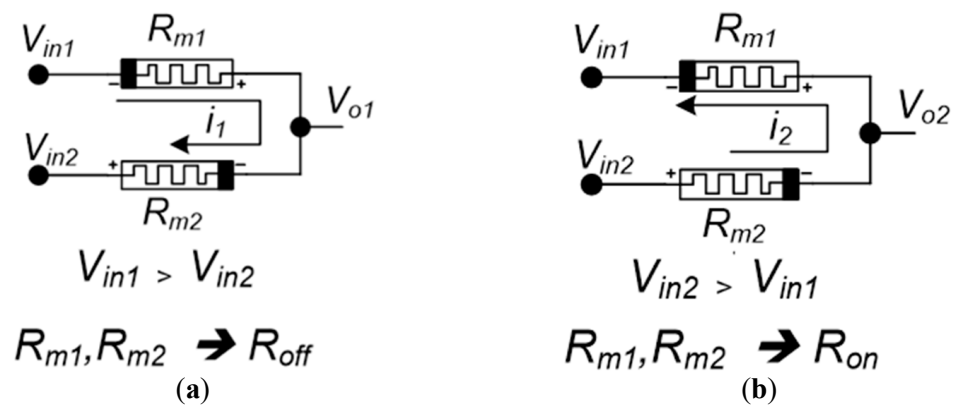 Rm1
Vin1
− +
i1
Vo1
Vin2
+ −
Rm2
Vin1 > Vin2
Rm1, Rm2 ➔ Roff
(a)
Rm1
Vin1
− +
i2
Vo2
Vin2
+ −
Rm2
Vin2 > Vin1
Rm1, Rm2 ➔ Ron
(b)